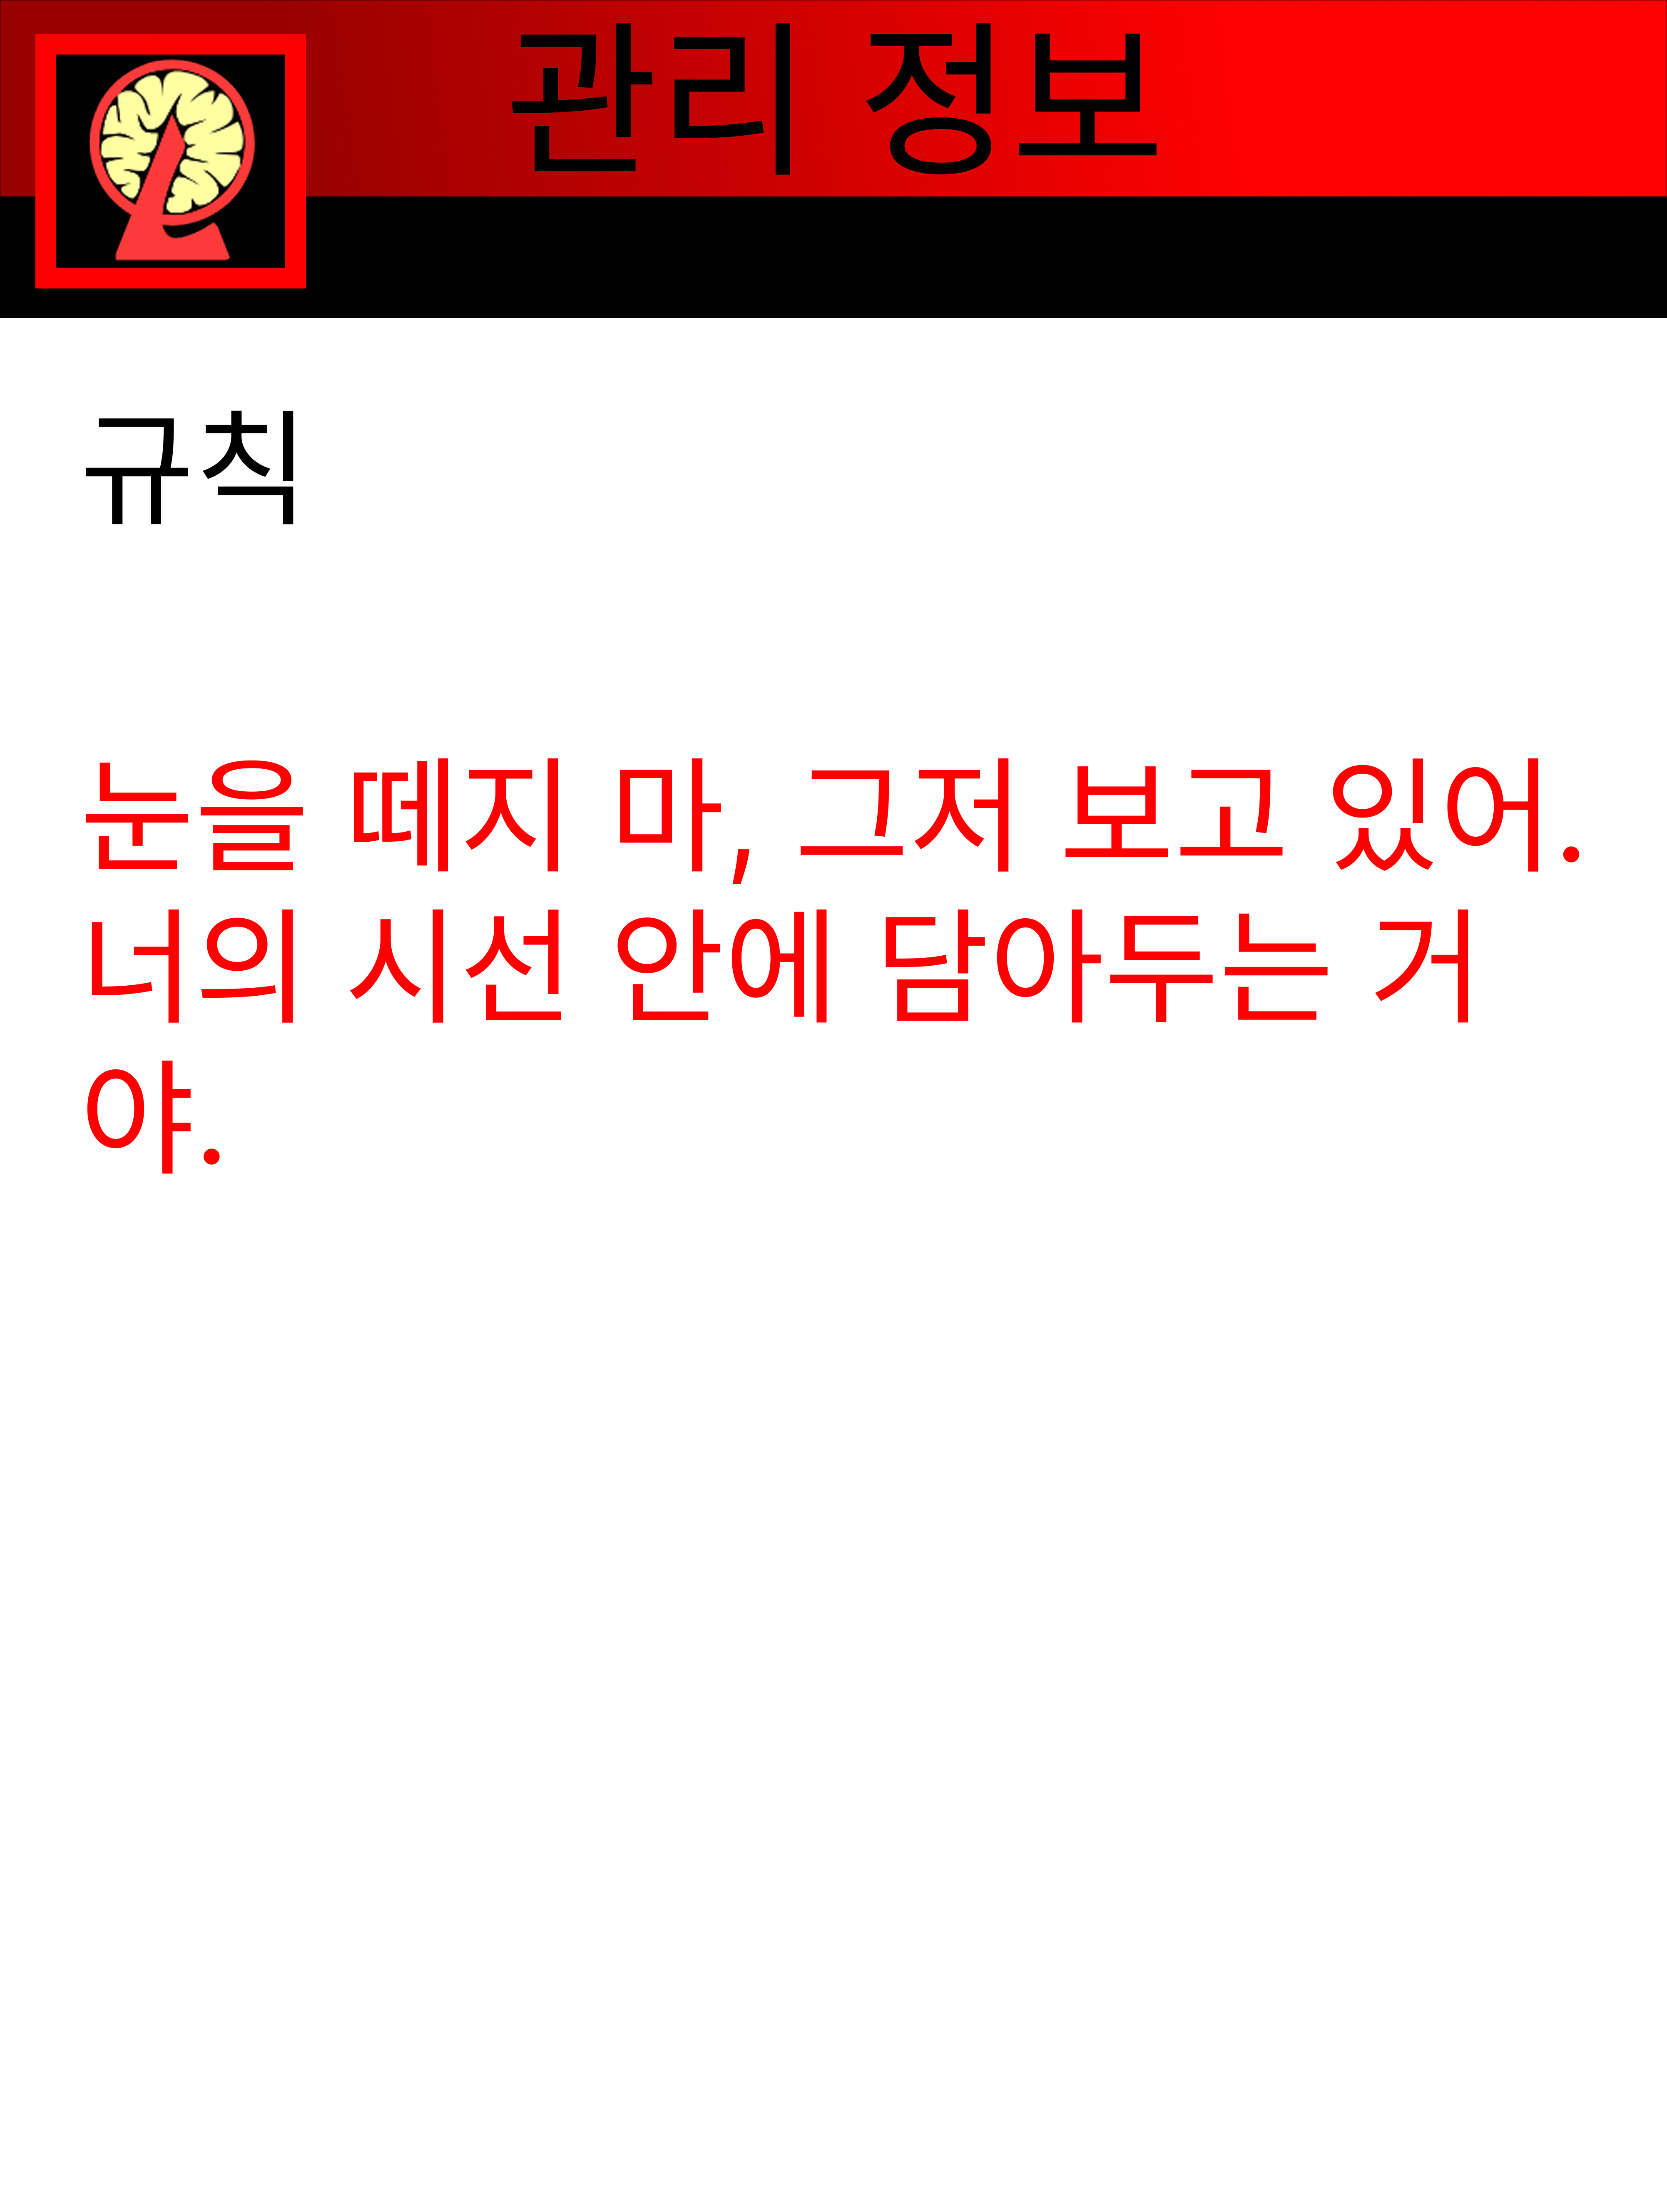 관리 정보
규칙
눈을 떼지 마, 그저 보고 있어.
너의 시선 안에 담아두는 거
야.